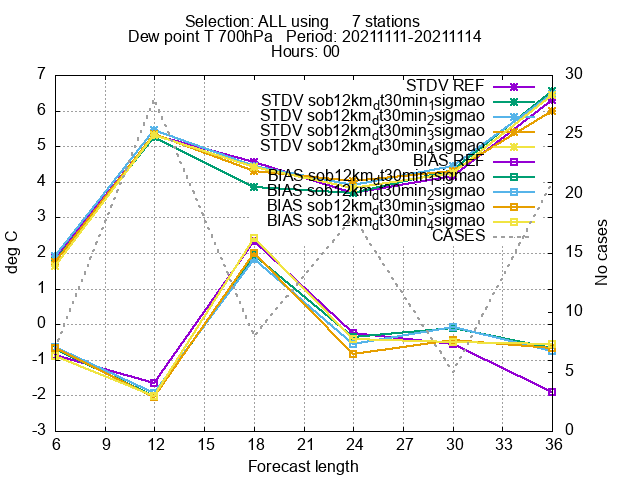 Selection: ALL using 7 stations
Dew point T 700hPa Period: 20211111-20211114
Hours: 00
7
6
5
4
3
2
1
0
-1
-2
-3
deg C
30
25
20
15
10
5
0
No cases
STDV REF
STDV sob12km_dt30min_1sigmao
STDV sob12km_dt30min_2sigmao
STDV sob12km_dt30min_3sigmao
STDV sob12km_dt30min_4sigmao
BIAS REF
BIAS sob12km_dt30min_1sigmao
BIAS sob12km_dt30min_2sigmao
BIAS sob12km_dt30min_3sigmao
BIAS sob12km_dt30min_4sigmao
CASES
6 9 12 15 18 21 24 27 30 33 36
Forecast length